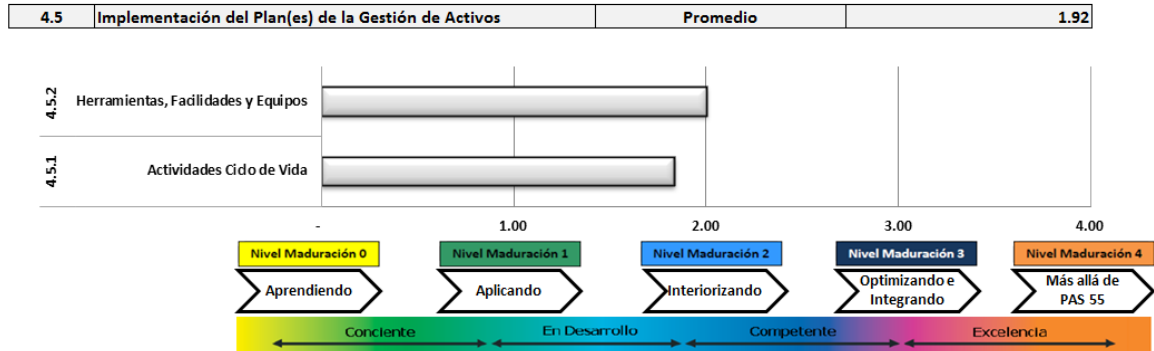 4.5 Implementación del Plan(es) de la Gestión de Activos Promedio 1.92
4.5.2 Herramientas, Facilidades y Equipos
4.5.1 Actividades Ciclo de Vida
- 1.00 2.00 3.00 4.00
Nivel Maduración 0 Nivel Maduración 1 Nivel Maduración 2 Nivel Maduración 3 Nivel Maduración 4
Aprendiendo Aplicando Interiorizando Optimizando e Integrando Más allá de PAS 55
Conciente En Desarrollo Competente Excelencia